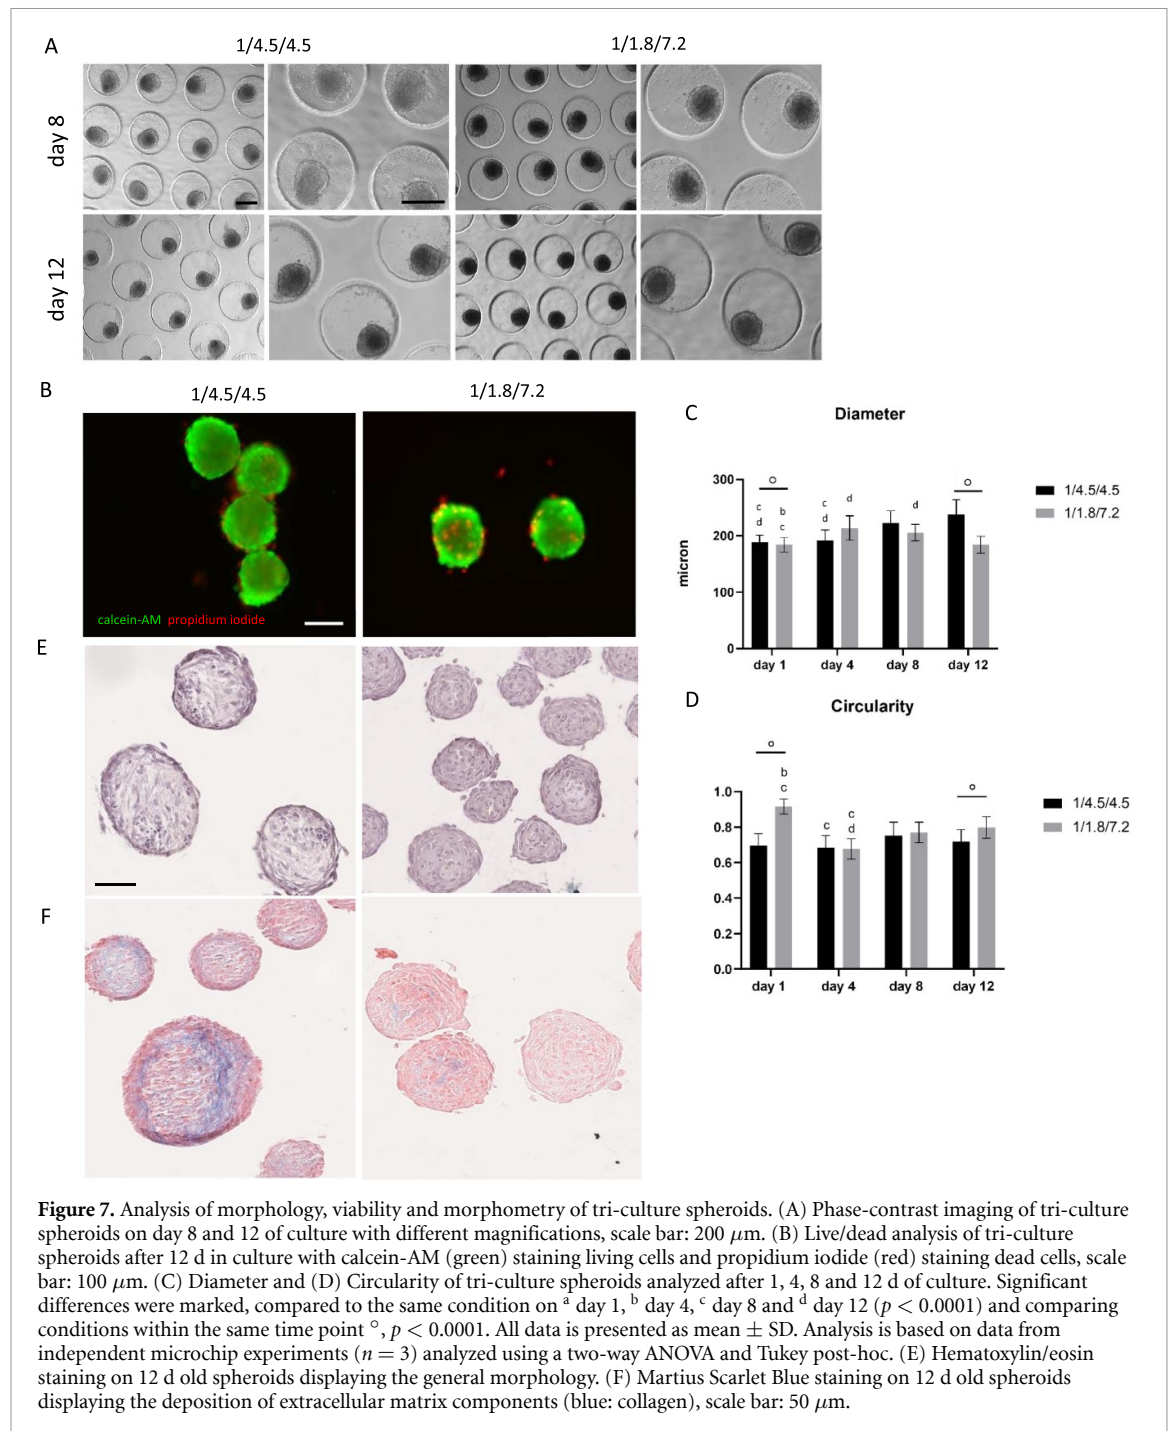 A
1/4.5/4.5
1/1.8/7.2
day 8
day 12
B
1/4.5/4.5
1/1.8/7.2
calcein-AM propidium iodide
C
Diameter
300
200
100
0
micron
c
d
b
c
c
d
d
d
day 1
day 4
day 8
day 12
1/4.5/4.5
1/1.8/7.2
E
D
Circularity
1.0
0.8
0.6
0.4
0.2
0.0
b
c
c
c
d
day 1
day 4
day 8
day 12
1/4.5/4.5
1/1.8/7.2
F
Figure 7. Analysis of morphology, viability and morphometry of tri-culture spheroids. (A) Phase-contrast imaging of tri-culture
spheroids on day 8 and 12 of culture with different magnifications, scale bar: 200 μm. (B) Live/dead analysis of tri-culture
spheroids after 12 d in culture with calcein-AM (green) staining living cells and propidium iodide (red) staining dead cells, scale
bar: 100 μm. (C) Diameter and (D) Circularity of tri-culture spheroids analyzed after 1, 4, 8 and 12 d of culture. Significant
differences were marked, compared to the same condition on ᵃ day 1, ᵇ day 4, ᶜ day 8 and ᵈ day 12 (p < 0.0001) and comparing
conditions within the same time point °, p < 0.0001. All data is presented as mean ± SD. Analysis is based on data from
independent microchip experiments (n = 3) analyzed using a two-way ANOVA and Tukey post-hoc. (E) Hematoxylin/eosin
staining on 12 d old spheroids displaying the general morphology. (F) Martius Scarlet Blue staining on 12 d old spheroids
displaying the deposition of extracellular matrix components (blue: collagen), scale bar: 50 μm.